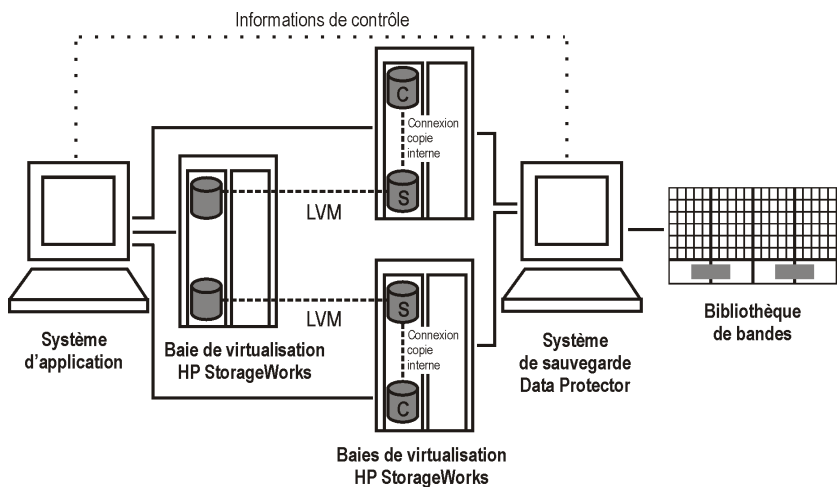 Informations de contrôle
C
Connexion
copie
interne
S
LVM
S
LVM
Connexion
copie
interne
C
Système
d'application
Baie de virtualisation
HP StorageWorks
Système
de sauvegarde
Data Protector
Bibliothèque
de bandes
Baies de virtualisation
HP StorageWorks